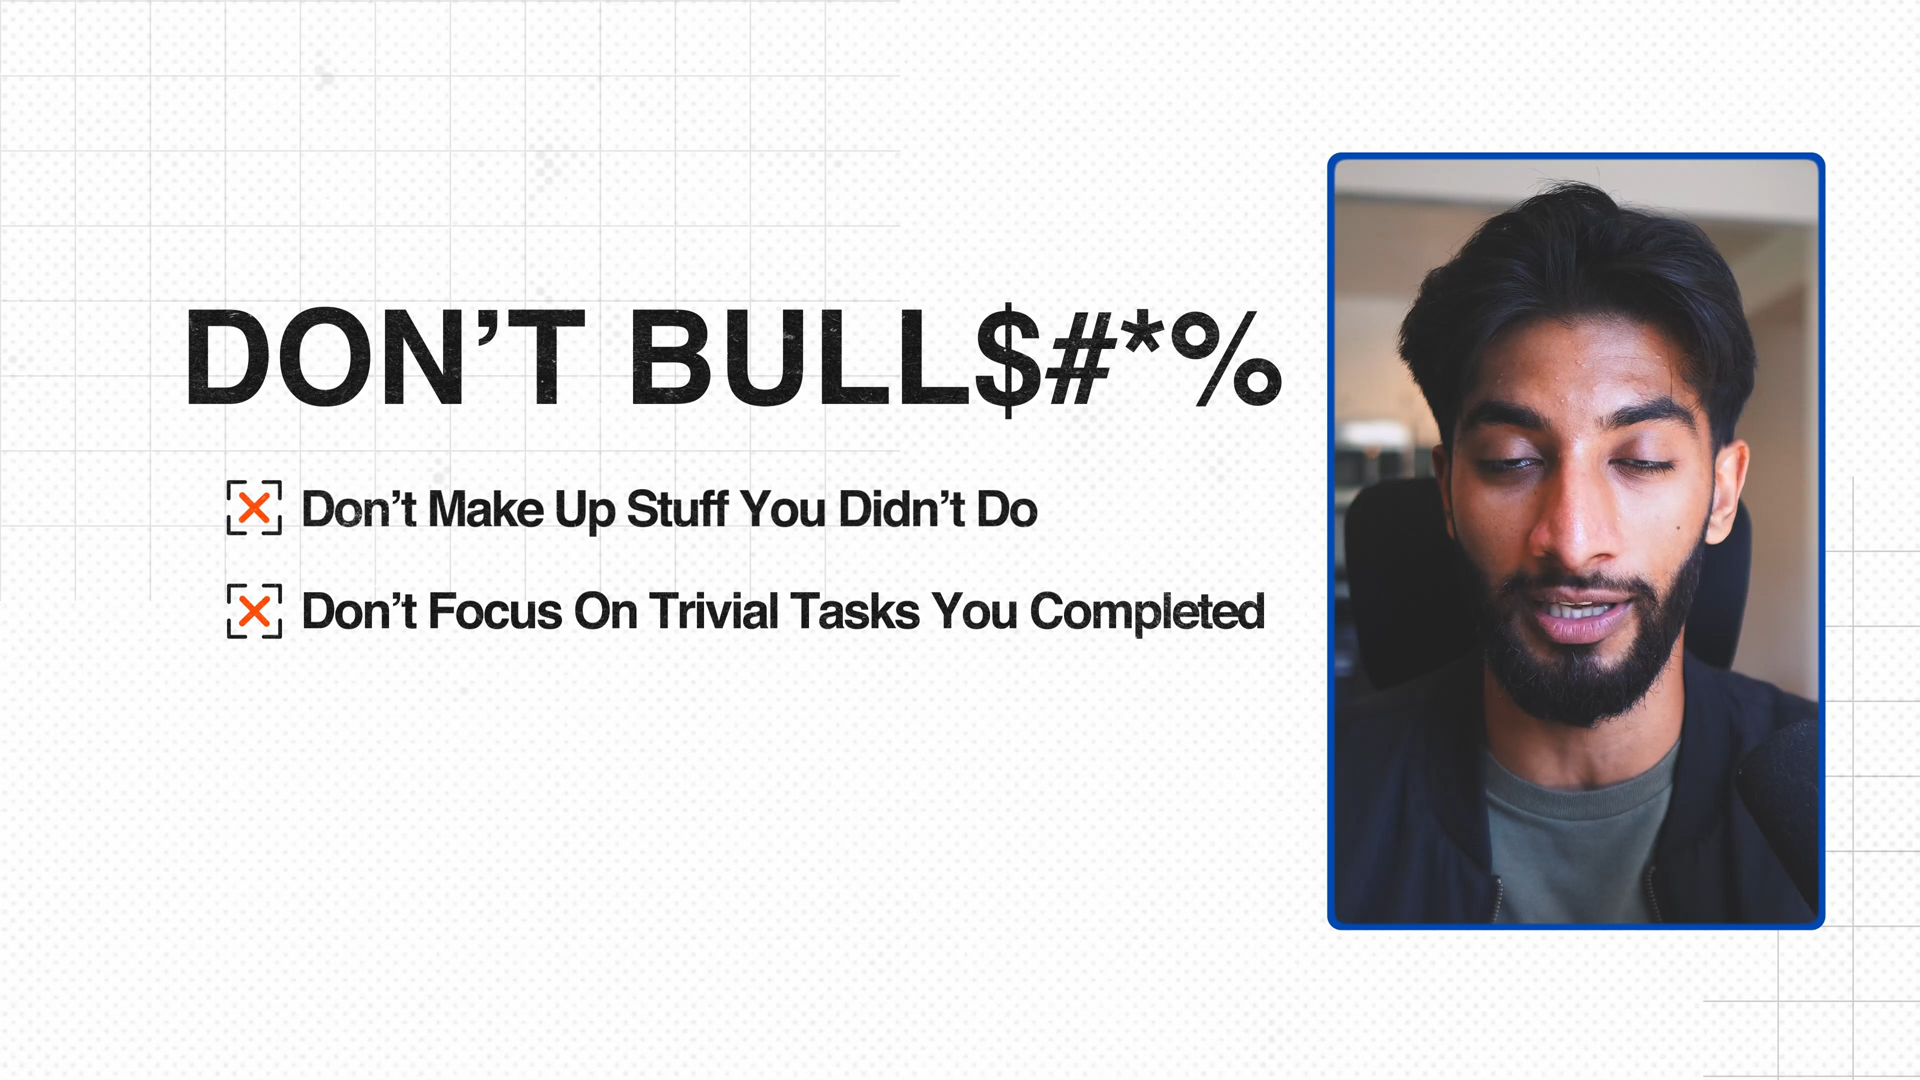 DON’T BULL$#*%
Don’t Make Up Stuff You Didn’t Do
Don’t Focus On Trivial Tasks You Completed